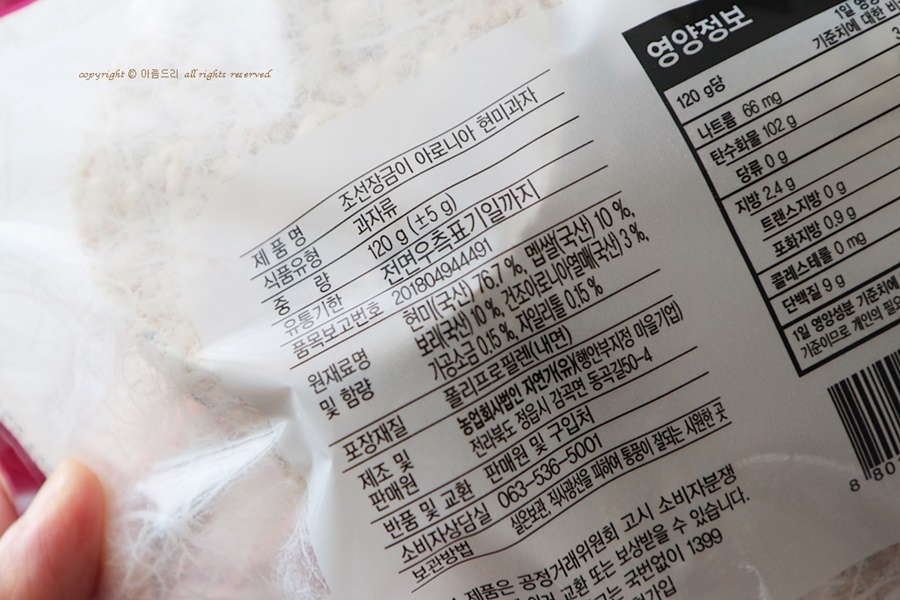 copyright © 아름드리 all rights reserved
제 품 명 조선장금이 아로니아 현미과자
식품유형 과자류
중 량 120 g (±5 g)
유통기한 전면우측표기일까지
품목보고번호 201804944491
원재료명 및 함량 현미(국산) 76.7 %, 멥쌀(국산) 10 %,
보리(국산) 10 %, 건조아로니아열매(국산) 3 %,
가공소금 0.15 %, 자일리톨 0.15 %
포장재질 폴리프로필렌(내면)
제조 및 판매원 농업회사법인 자연가(유)(행안부지정 마을기업)
전라북도 정읍시 감곡면 동곡길50-4
반품 및 교환 판매원 및 구입처
소비자상담실 063-536-5001
보관방법 실온보관, 직사광선을 피하여 통풍이 잘되는 시원한 곳
제품은 공정거래위원회 고시 소비자분쟁
교환 또는 보상받을 수 있습니다.
국번없이 1399
영양정보
1일 영양
기준치에 대한 비
120 g당
나트륨 66 mg
탄수화물 102 g
당류 0 g
지방 2.4 g
트랜스지방 0 g
포화지방 0.9 g
콜레스테롤 0 mg
단백질 9 g
1일 영양성분 기준치에
기준이므로 개인의 필요
8 80